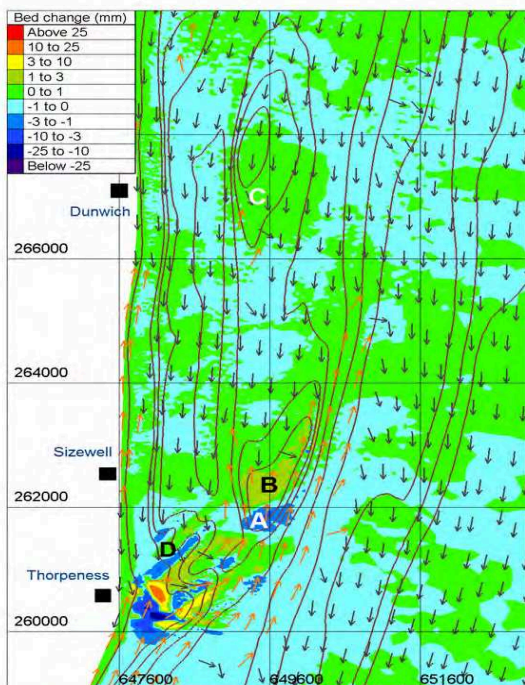 Bed change (mm)
Above 25
10 to 25
3 to 10
1 to 3
0 to 1
-1 to 0
-3 to -1
-10 to -3
-25 to -10
Below -25
Dunwich
C
266000
264000
Sizewell
B
262000
A
D
Thorpeness
260000
647600
649600
651600